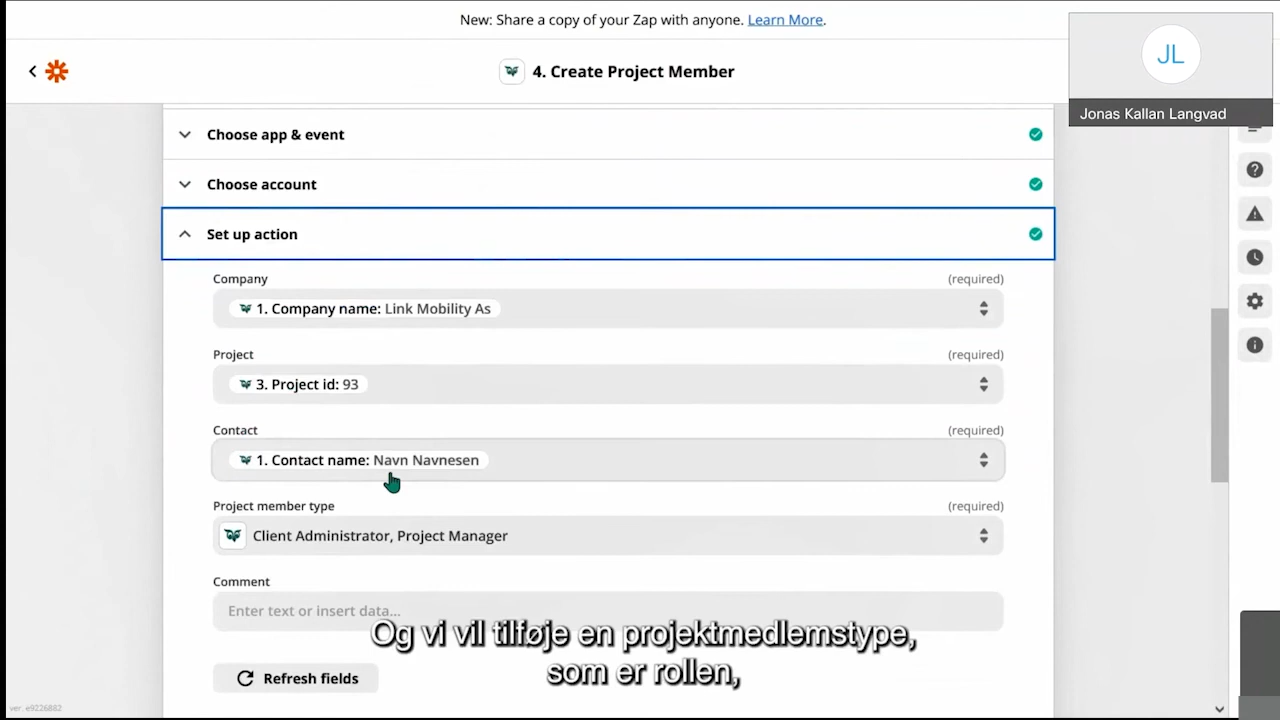 New: Share a copy of your Zap with anyone. Learn More.
4. Create Project Member
JL
Jonas Kallan Langvad
Choose app & event
Choose account
Set up action
Company (required)
1. Company name: Link Mobility As
Project (required)
3. Project id: 93
Contact (required)
1. Contact name: Navn Navnesen
Project member type (required)
Client Administrator, Project Manager
Comment
Enter text or insert data...
Og vi vil tilføje en projektmedlemstype,
som er rollen,
Refresh fields
ver. e9226882